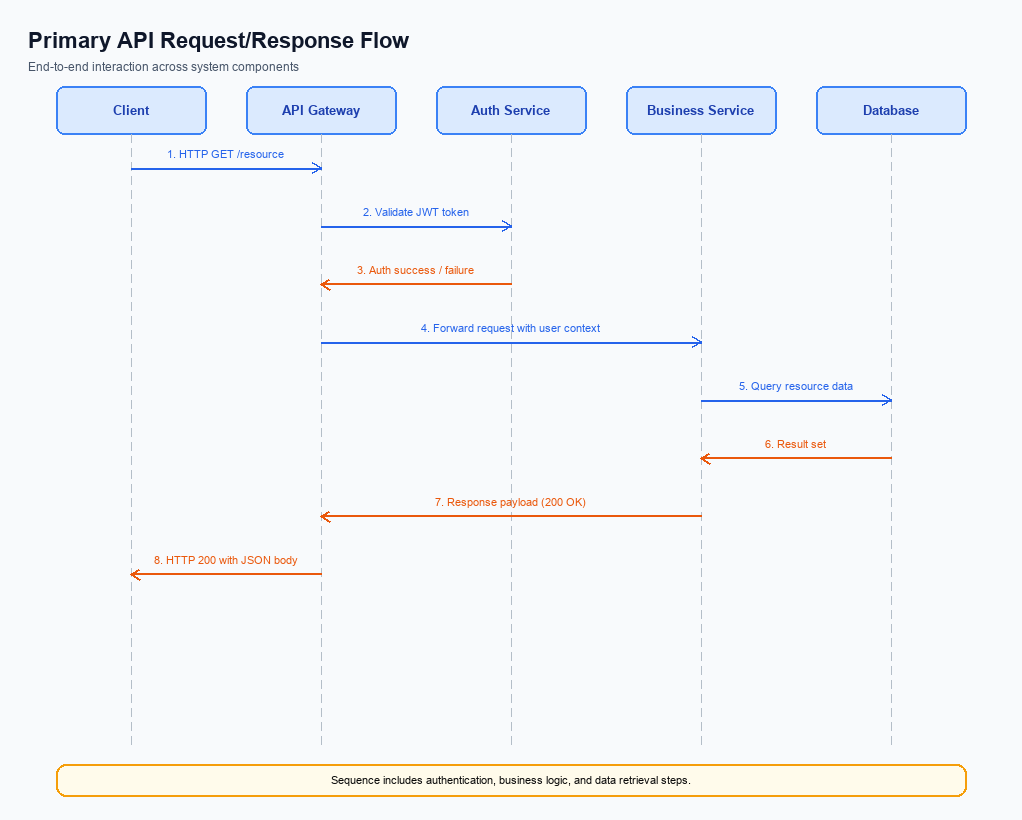 Primary API Request/Response Flow
End-to-end interaction across system components
Client
API Gateway
Auth Service
Business Service
Database
1. HTTP GET /resource
2. Validate JWT token
3. Auth success / failure
4. Forward request with user context
5. Query resource data
6. Result set
7. Response payload (200 OK)
8. HTTP 200 with JSON body
Sequence includes authentication, business logic, and data retrieval steps.